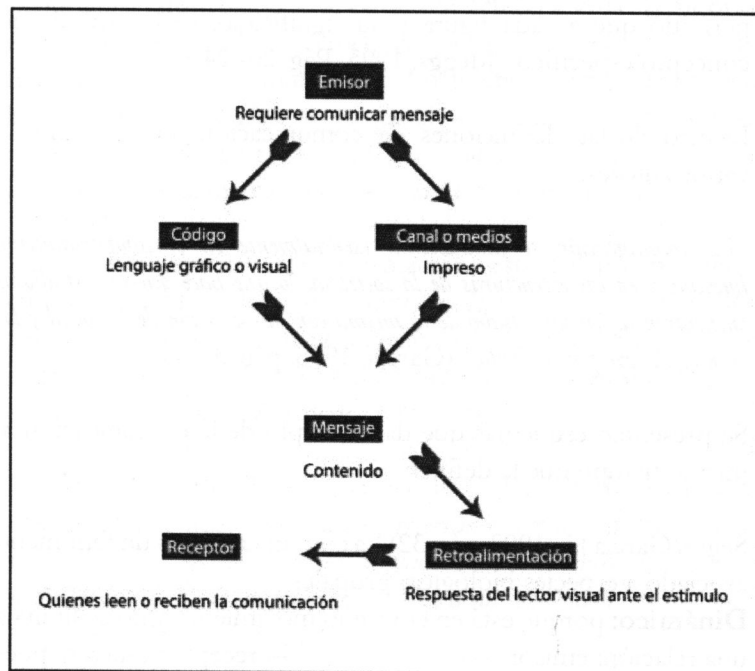 Emisor
Requiere comunicar mensaje
Código
Canal o medios
Lenguaje gráfico o visual
Impreso
Mensaje
Contenido
Receptor
Retroalimentación
Quienes leen o reciben la comunicación
Respuesta del lector visual ante el estímulo